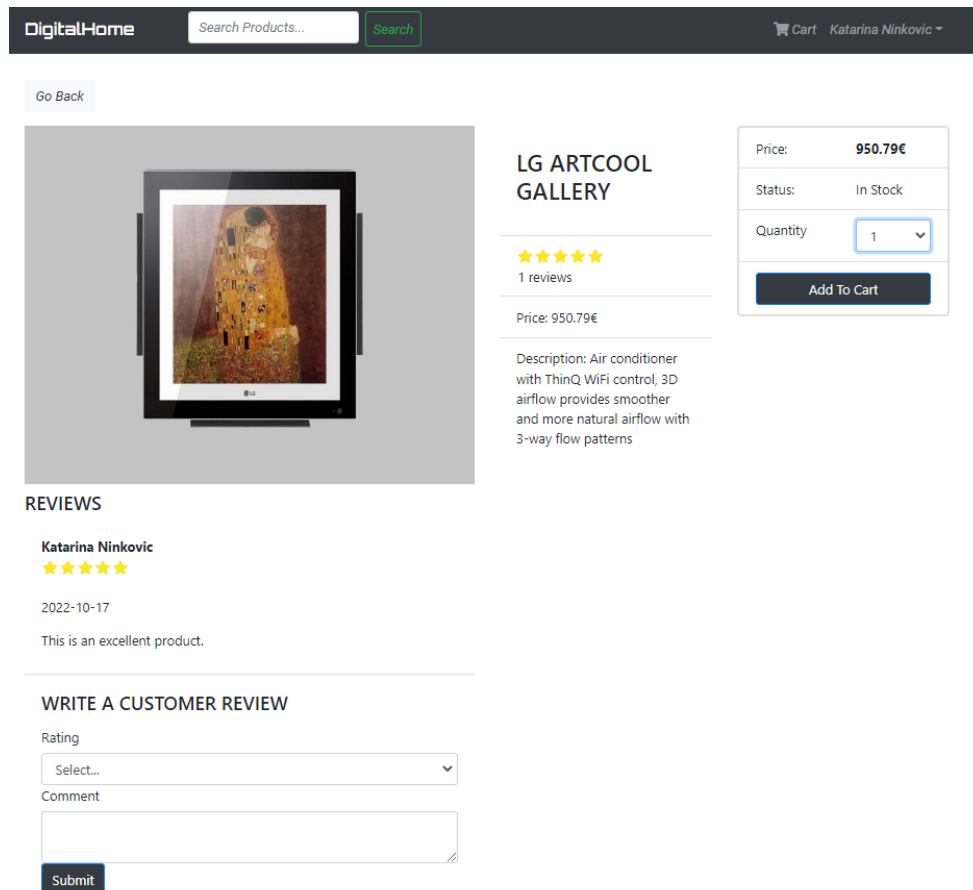 DigitalHome
Search Products...
Search
Cart
Katarina Ninkovic
Go Back
LG
LG ARTCOOL
GALLERY
1 reviews
Price: 950.79€
Description: Air conditioner
with ThinQ WiFi control, 3D
airflow provides smoother
and more natural airflow with
3-way flow patterns
Price: 950.79€
Status: In Stock
Quantity 1
Add To Cart
REVIEWS
Katarina Ninkovic
2022-10-17
This is an excellent product.
WRITE A CUSTOMER REVIEW
Rating
Select...
Comment
Submit